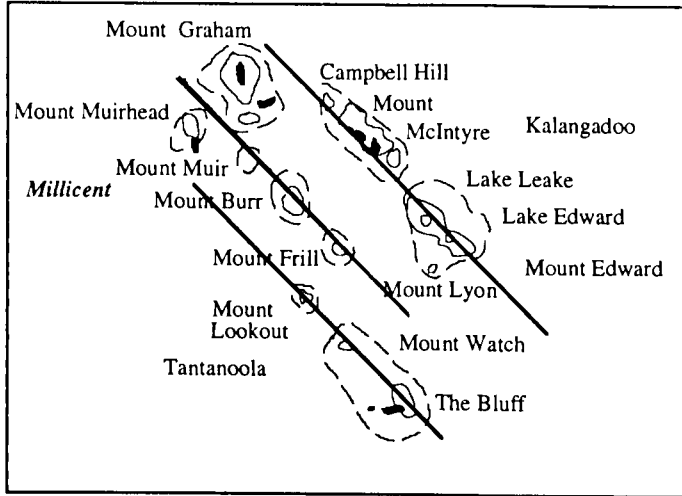 Mount Graham
Campbell Hill
Mount
McIntyre
Kalangadoo
Mount Muirhead
Mount Muir
Millicent
Mount Burr
Lake Leake
Lake Edward
Mount Frill
Mount Edward
Mount Lyon
Mount
Lookout
Mount Watch
Tantanoola
The Bluff